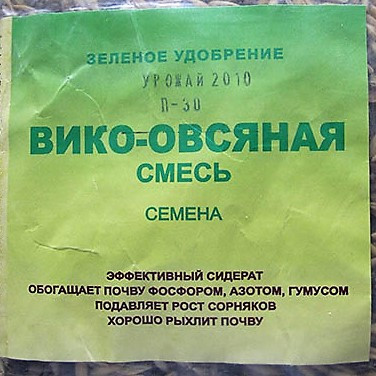 ЗЕЛЕНОЕ УДОБРЕНИЕ
УРОЖАЙ 2010
П-30
ВИКО-ОВСЯНАЯ
СМЕСЬ
СЕМЕНА
ЭФФЕКТИВНЫЙ СИДЕРАТ
ОБОГАЩАЕТ ПОЧВУ ФОСФОРОМ, АЗОТОМ, ГУМУСОМ
ПОДАВЛЯЕТ РОСТ СОРНЯКОВ
ХОРОШО РЫХЛИТ ПОЧВУ